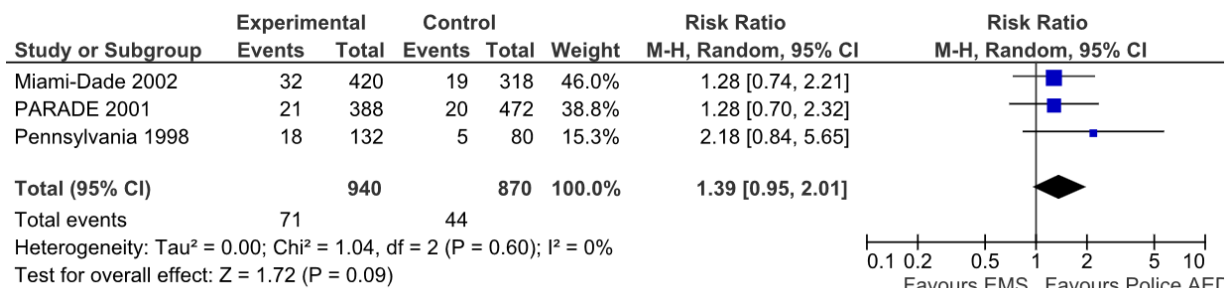 Experimental Control Risk Ratio Risk Ratio
Study or Subgroup Events Total Events Total Weight M-H, Random, 95% CI M-H, Random, 95% CI
Miami-Dade 2002 32 420 19 318 46.0% 1.28 [0.74, 2.21]
PARADE 2001 21 388 20 472 38.8% 1.28 [0.70, 2.32]
Pennsylvania 1998 18 132 5 80 15.3% 2.18 [0.84, 5.65]
Total (95% CI) 940 870 100.0% 1.39 [0.95, 2.01]
Total events 71 44
Heterogeneity: Tau² = 0.00; Chi² = 1.04, df = 2 (P = 0.60); I² = 0%
Test for overall effect: Z = 1.72 (P = 0.09)
0.1 0.2 0.5 1 2 5 10
Favours EMS Favours Police AED